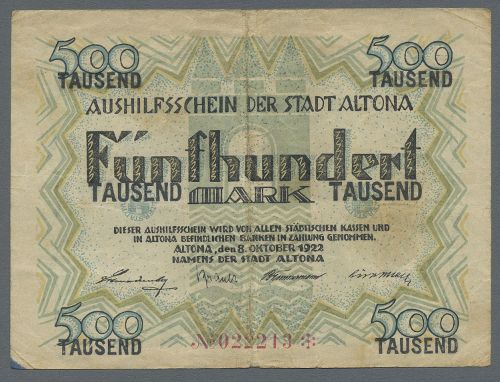 500 500
TAUSEND TAUSEND
AUSHILFSSCHEIN DER STADT ALTONA
Fünfhundert
TAUSEND MARK TAUSEND
DIESER AUSHILFSSCHEIN WIRD VON ALLEN STÄDTISCHEN KASSEN UND
IN ALTONA BEFINDLICHEN BANKEN IN ZAHLUNG GENOMMEN.
ALTONA, den 8. OKTOBER 1922
NAMENS DER STADT ALTONA
500 500
№ 022213 *
TAUSEND TAUSEND